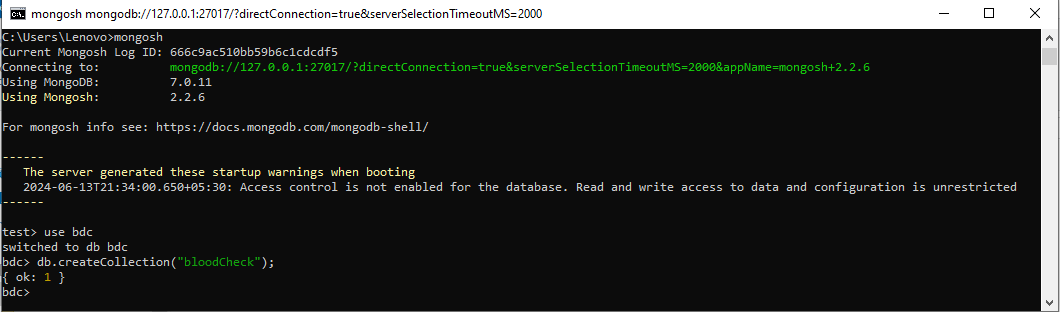 mongosh mongodb://127.0.0.1:27017/?directConnection=true&serverSelectionTimeoutMS=2000
C:\Users\Lenovo>mongosh
Current Mongosh Log ID: 666c9ac510bb59b6c1cdcdf5
Connecting to:          mongodb://127.0.0.1:27017/?directConnection=true&serverSelectionTimeoutMS=2000&appName=mongosh+2.2.6
Using MongoDB:          7.0.11
Using Mongosh:          2.2.6
For mongosh info see: https://docs.mongodb.com/mongodb-shell/
------
   The server generated these startup warnings when booting
   2024-06-13T21:34:00.650+05:30: Access control is not enabled for the database. Read and write access to data and configuration is unrestricted
------
test> use bdc
switched to db bdc
bdc> db.createCollection("bloodCheck");
{ ok: 1 }
bdc>